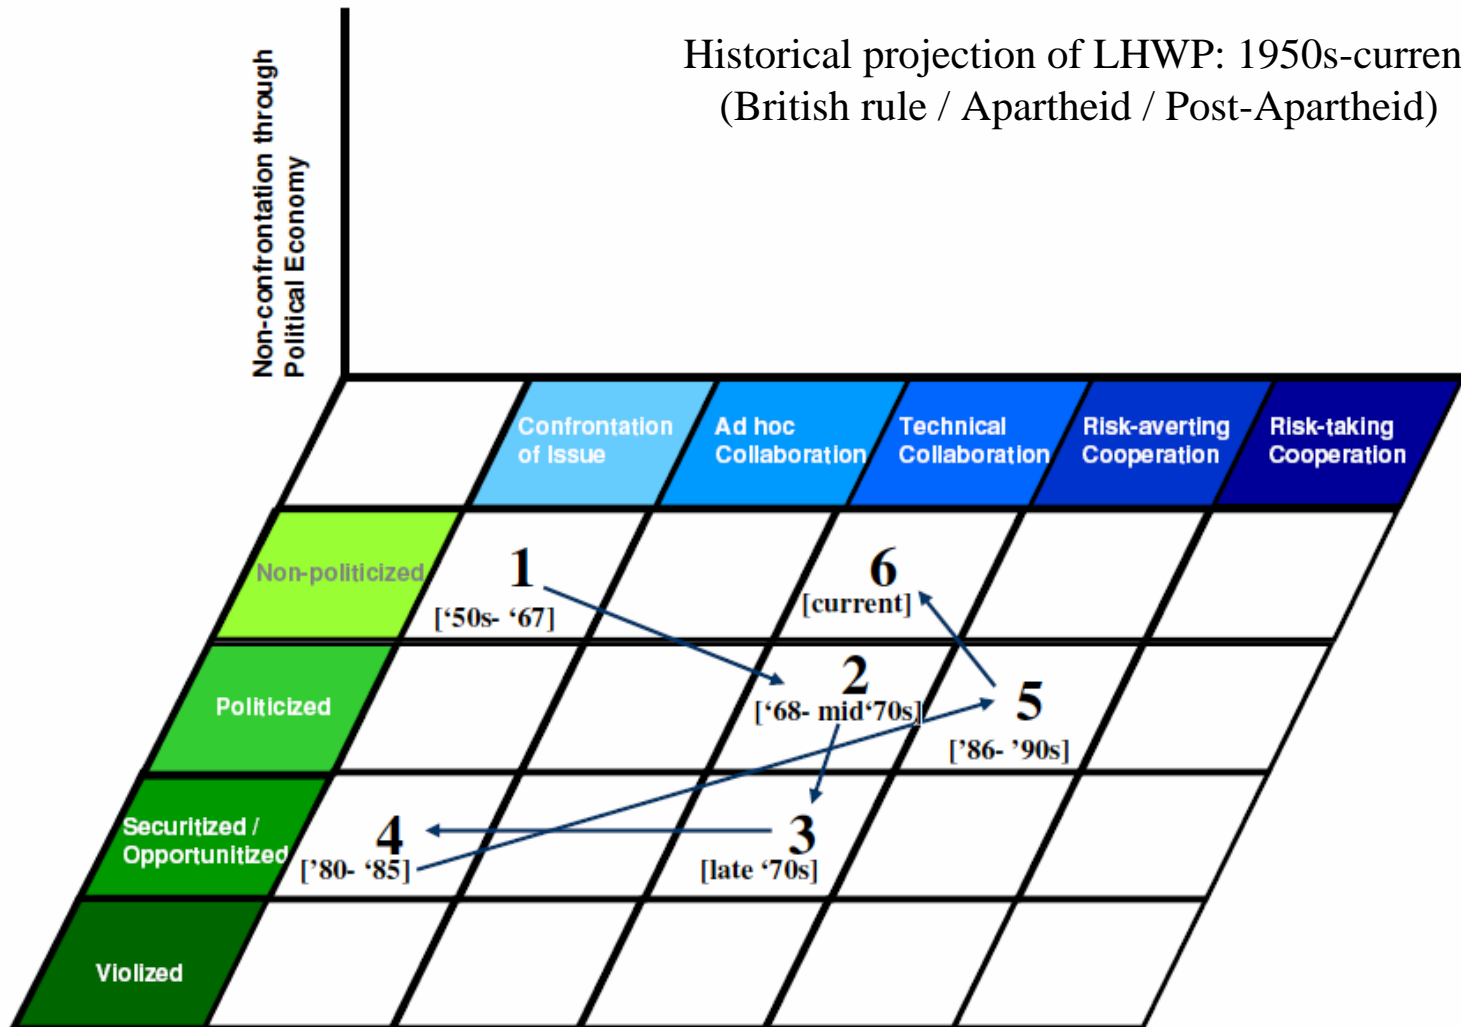 Historical projection of LHWP: 1950s-curren
(British rule / Apartheid / Post-Apartheid)
Non-confrontation through
Political Economy
Confrontation
of Issue
Ad hoc
Collaboration
Technical
Collaboration
Risk-averting
Cooperation
Risk-taking
Cooperation
Non-politicized
1
[‘50s- ‘67]
6
[current]
Politicized
2
[‘68- mid‘70s]
5
[’86- ’90s]
Securitized /
Opportunitized
4
[’80- ‘85]
3
[late ‘70s]
Violized